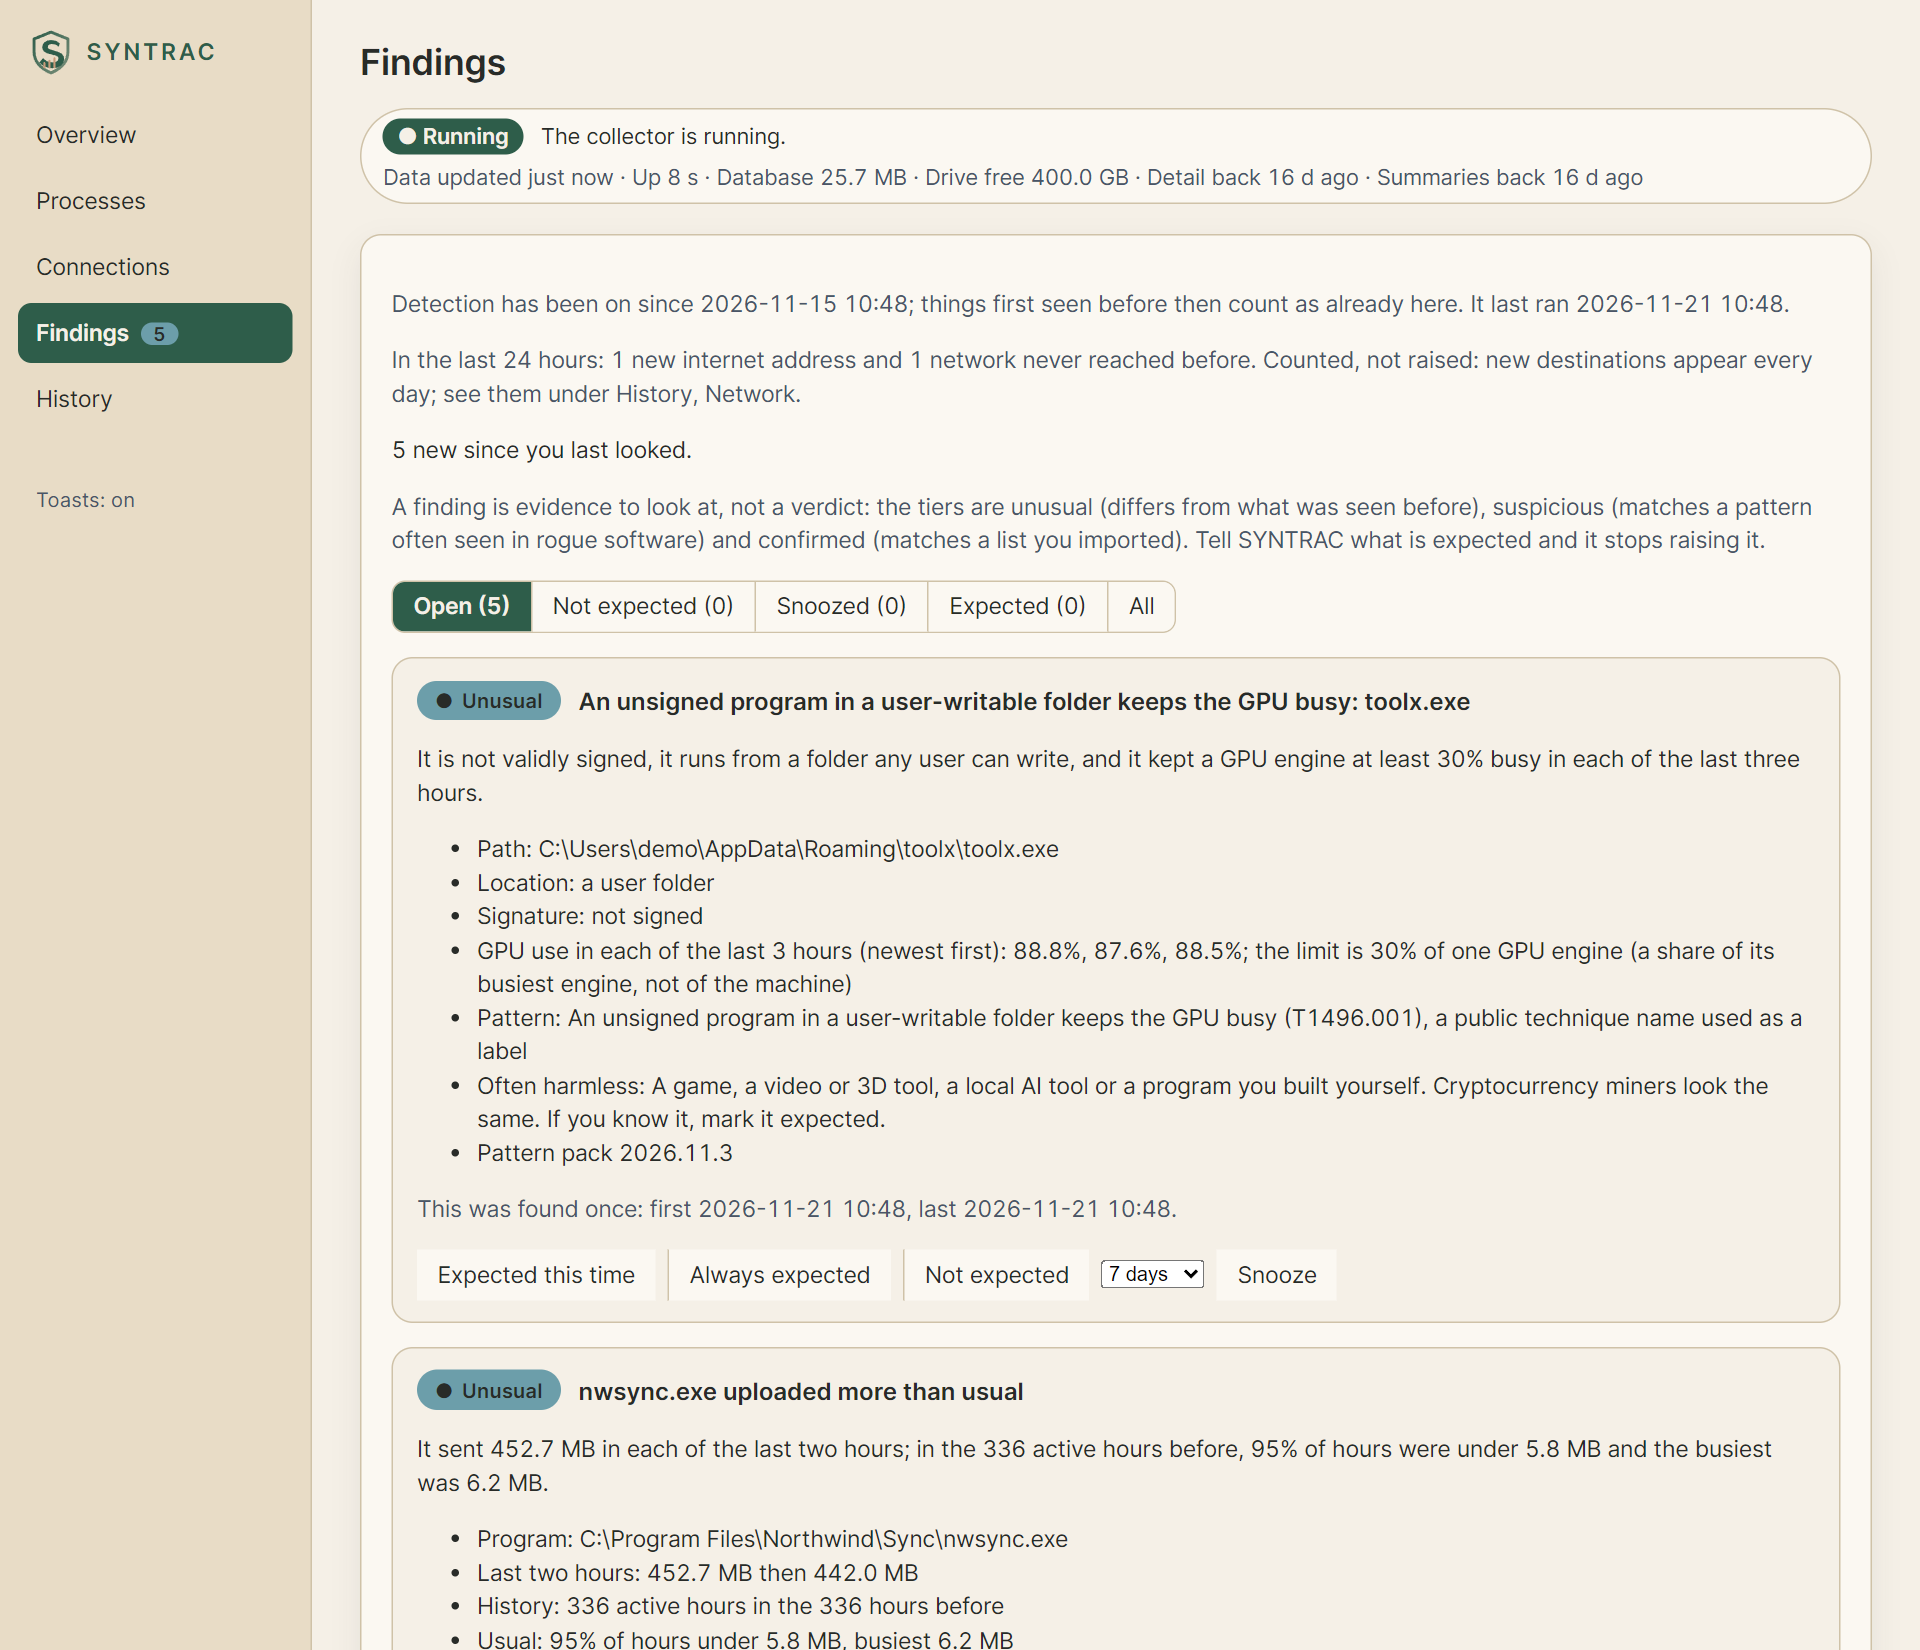 SYNTRAC
Overview
Processes
Connections
Findings 5
History
Toasts: on
Findings
Running The collector is running.
Data updated just now · Up 8 s · Database 25.7 MB · Drive free 400.0 GB · Detail back 16 d ago · Summaries back 16 d ago
Detection has been on since 2026-11-15 10:48; things first seen before then count as already here. It last ran 2026-11-21 10:48.
In the last 24 hours: 1 new internet address and 1 network never reached before. Counted, not raised: new destinations appear every
day; see them under History, Network.
5 new since you last looked.
A finding is evidence to look at, not a verdict: the tiers are unusual (differs from what was seen before), suspicious (matches a pattern
often seen in rogue software) and confirmed (matches a list you imported). Tell SYNTRAC what is expected and it stops raising it.
Open (5) Not expected (0) Snoozed (0) Expected (0) All
Unusual An unsigned program in a user-writable folder keeps the GPU busy: toolx.exe
It is not validly signed, it runs from a folder any user can write, and it kept a GPU engine at least 30% busy in each of the last three
hours.
• Path: C:\Users\demo\AppData\Roaming\toolx\toolx.exe
• Location: a user folder
• Signature: not signed
• GPU use in each of the last 3 hours (newest first): 88.8%, 87.6%, 88.5%; the limit is 30% of one GPU engine (a share of its
busiest engine, not of the machine)
• Pattern: An unsigned program in a user-writable folder keeps the GPU busy (T1496.001), a public technique name used as a
label
• Often harmless: A game, a video or 3D tool, a local AI tool or a program you built yourself. Cryptocurrency miners look the
same. If you know it, mark it expected.
• Pattern pack 2026.11.3
This was found once: first 2026-11-21 10:48, last 2026-11-21 10:48.
Expected this time Always expected Not expected 7 days Snooze
Unusual nwsync.exe uploaded more than usual
It sent 452.7 MB in each of the last two hours; in the 336 active hours before, 95% of hours were under 5.8 MB and the busiest
was 6.2 MB.
• Program: C:\Program Files\Northwind\Sync\nwsync.exe
• Last two hours: 452.7 MB then 442.0 MB
• History: 336 active hours in the 336 hours before
• Usual: 95% of hours under 5.8 MB, busiest 6.2 MB